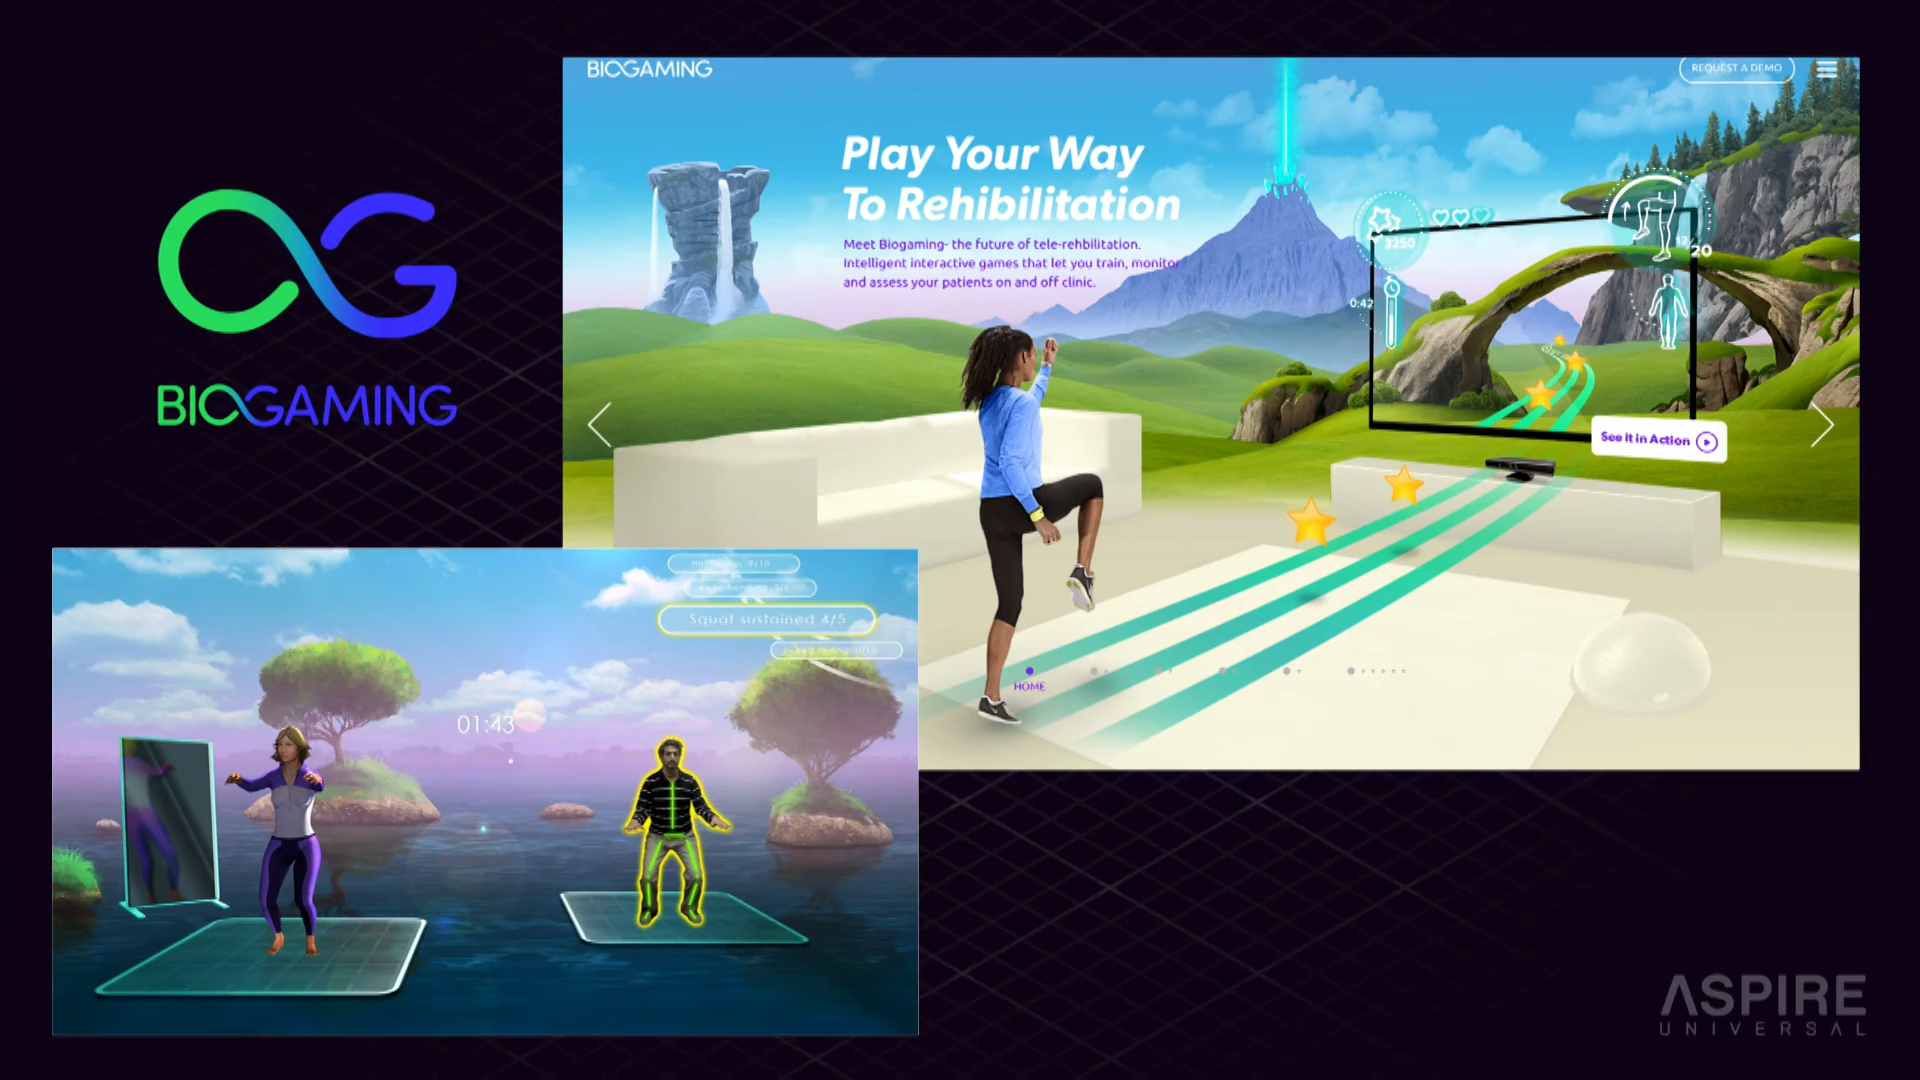 BIOGAMING
REQUEST A DEMO
Play Your Way
To Rehibilitation
Meet Biogaming- the future of tele-rehbilitation.
Intelligent interactive games that let you train, monitor
and assess your patients on and off clinic.
3250
12/20
0:42
See it in Action
HOME
BIOGAMING
Squat sustained 4/5
01:43
ASPIRE
UNIVERSAL